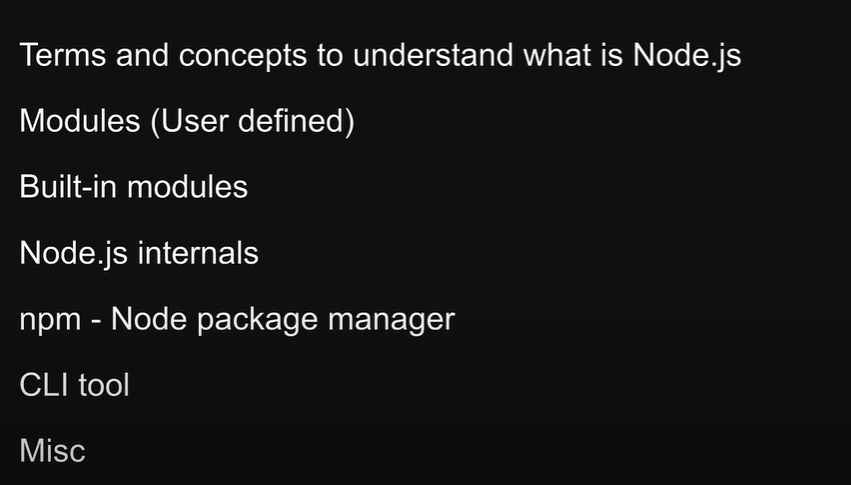 Terms and concepts to understand what is Node.js
Modules (User defined)
Built-in modules
Node.js internals
npm - Node package manager
CLI tool
Misc